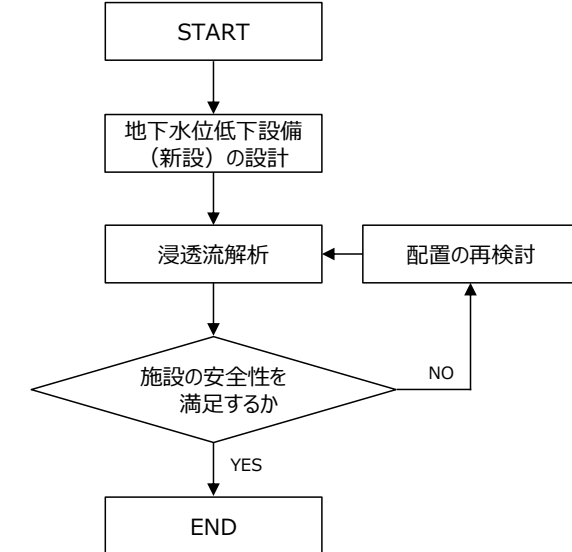 START
地下水位低下設備
（新設）の設計
浸透流解析
配置の再検討
施設の安全性を
満足するか
NO
YES
END